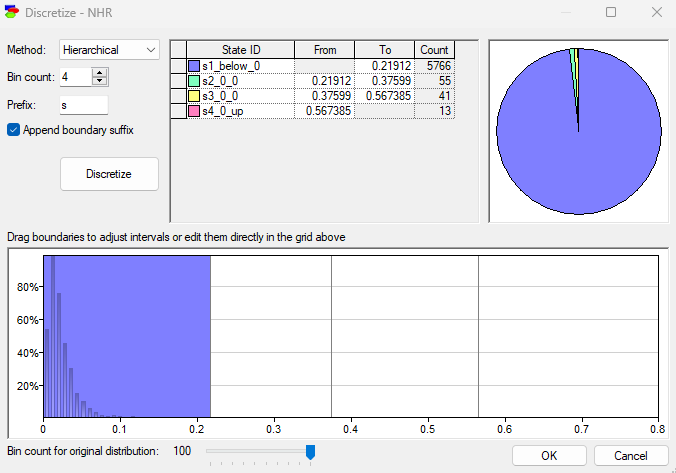 Discretize - NHR
Method: Hierarchical
Bin count: 4
Prefix: s
Append boundary suffix
Discretize
State ID From To Count
s1_below_0 0.21912 5766
s2_0_0 0.21912 0.37599 55
s3_0_0 0.37599 0.567385 41
s4_0_up 0.567385 13
Drag boundaries to adjust intervals or edit them directly in the grid above
80%
60%
40%
20%
0 0.1 0.2 0.3 0.4 0.5 0.6 0.7 0.8
Bin count for original distribution: 100
OK Cancel